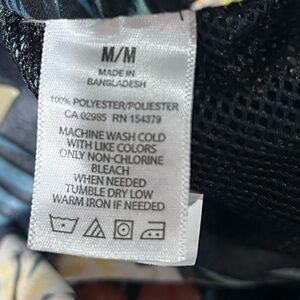 M/M
MADE IN
BANGLADESH
100% POLYESTER/POLIESTER
CA 02985 RN 154379
MACHINE WASH COLD
WITH LIKE COLORS
ONLY NON-CHLORINE
BLEACH
WHEN NEEDED
TUMBLE DRY LOW
WARM IRON IF NEEDED